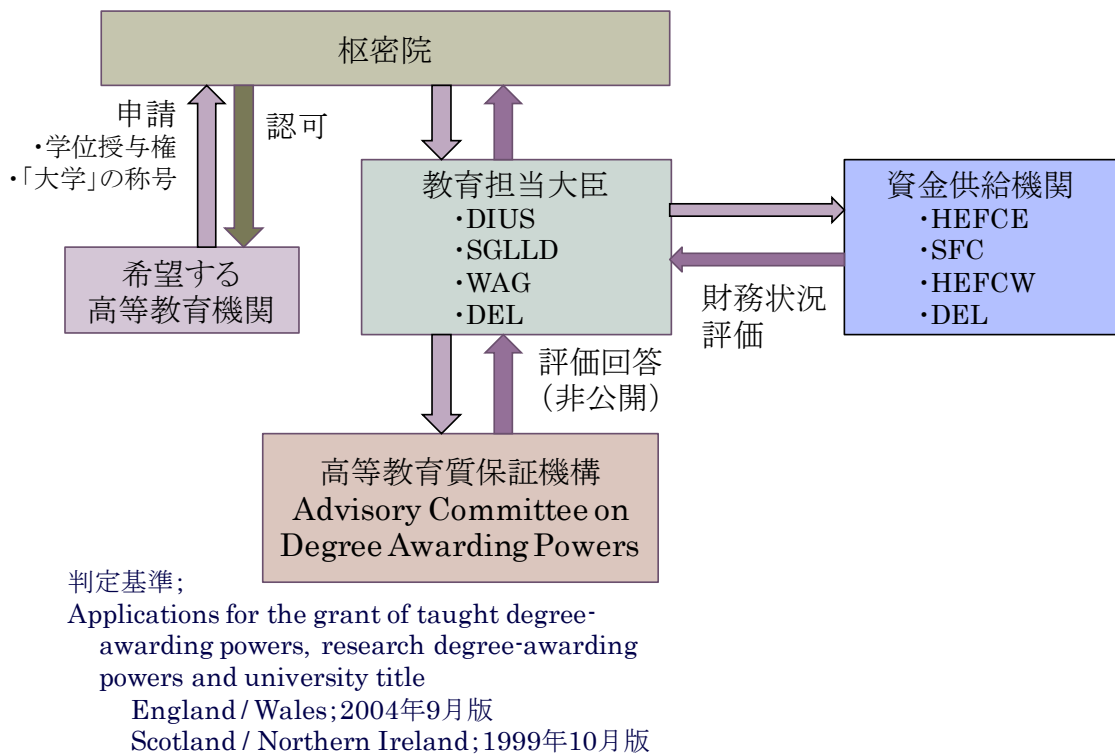 枢密院
申請
・学位授与権
・「大学」の称号
認可
希望する
高等教育機関
教育担当大臣
・DIUS
・SGLLD
・WAG
・DEL
資金供給機関
・HEFCE
・SFC
・HEFCW
・DEL
財務状況
評価
評価回答
（非公開）
高等教育質保証機構
Advisory Committee on
Degree Awarding Powers
判定基準；
Applications for the grant of taught degree-
awarding powers, research degree-awarding
powers and university title
England / Wales；2004年9月版
Scotland / Northern Ireland；1999年10月版